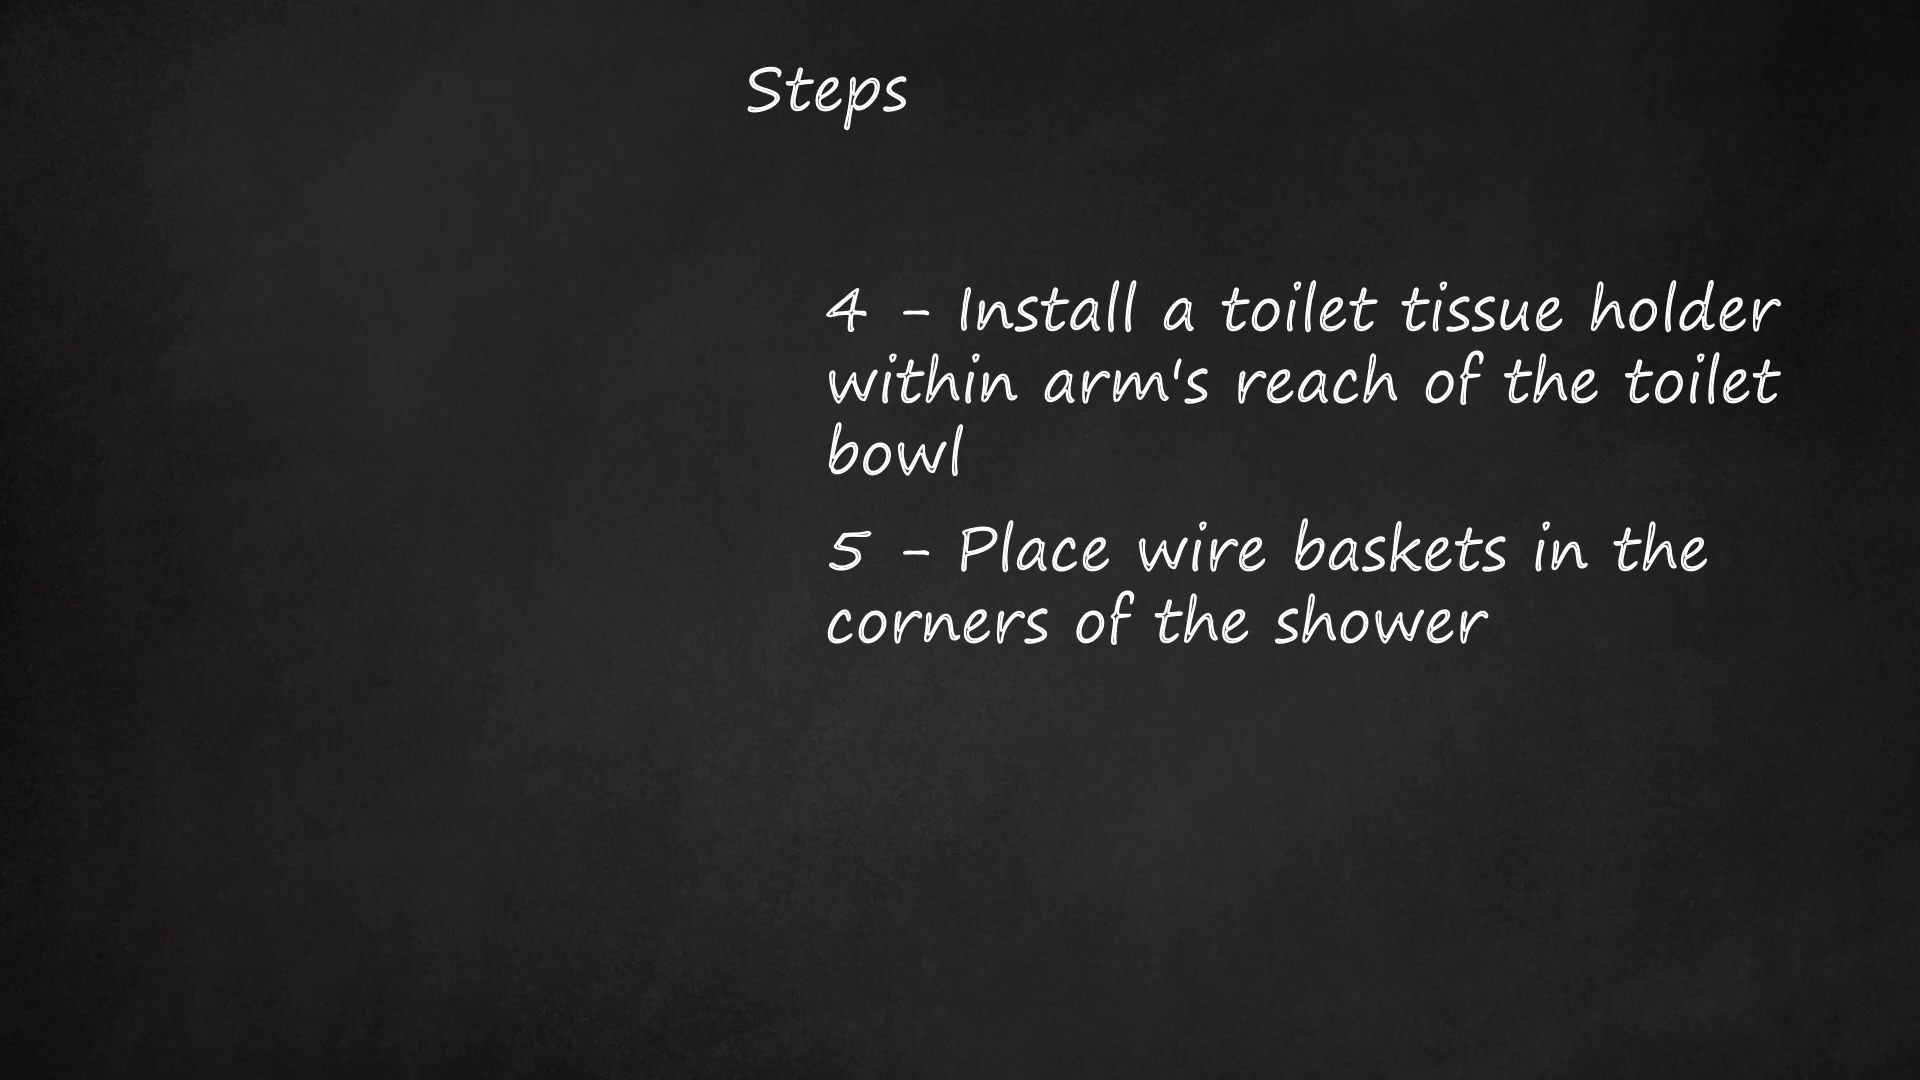 Steps
4 - Install a toilet tissue holder
within arm's reach of the toilet
bowl
5 - Place wire baskets in the
corners of the shower